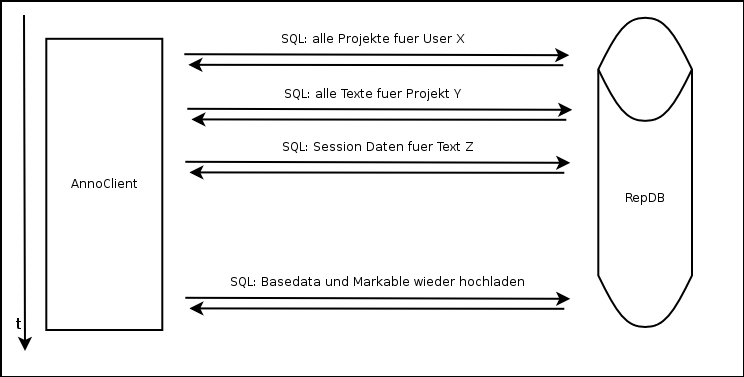 SQL: alle Projekte fuer User X
SQL: alle Texte fuer Projekt Y
SQL: Session Daten fuer Text Z
AnnoClient
RepDB
SQL: Basedata und Markable wieder hochladen
t